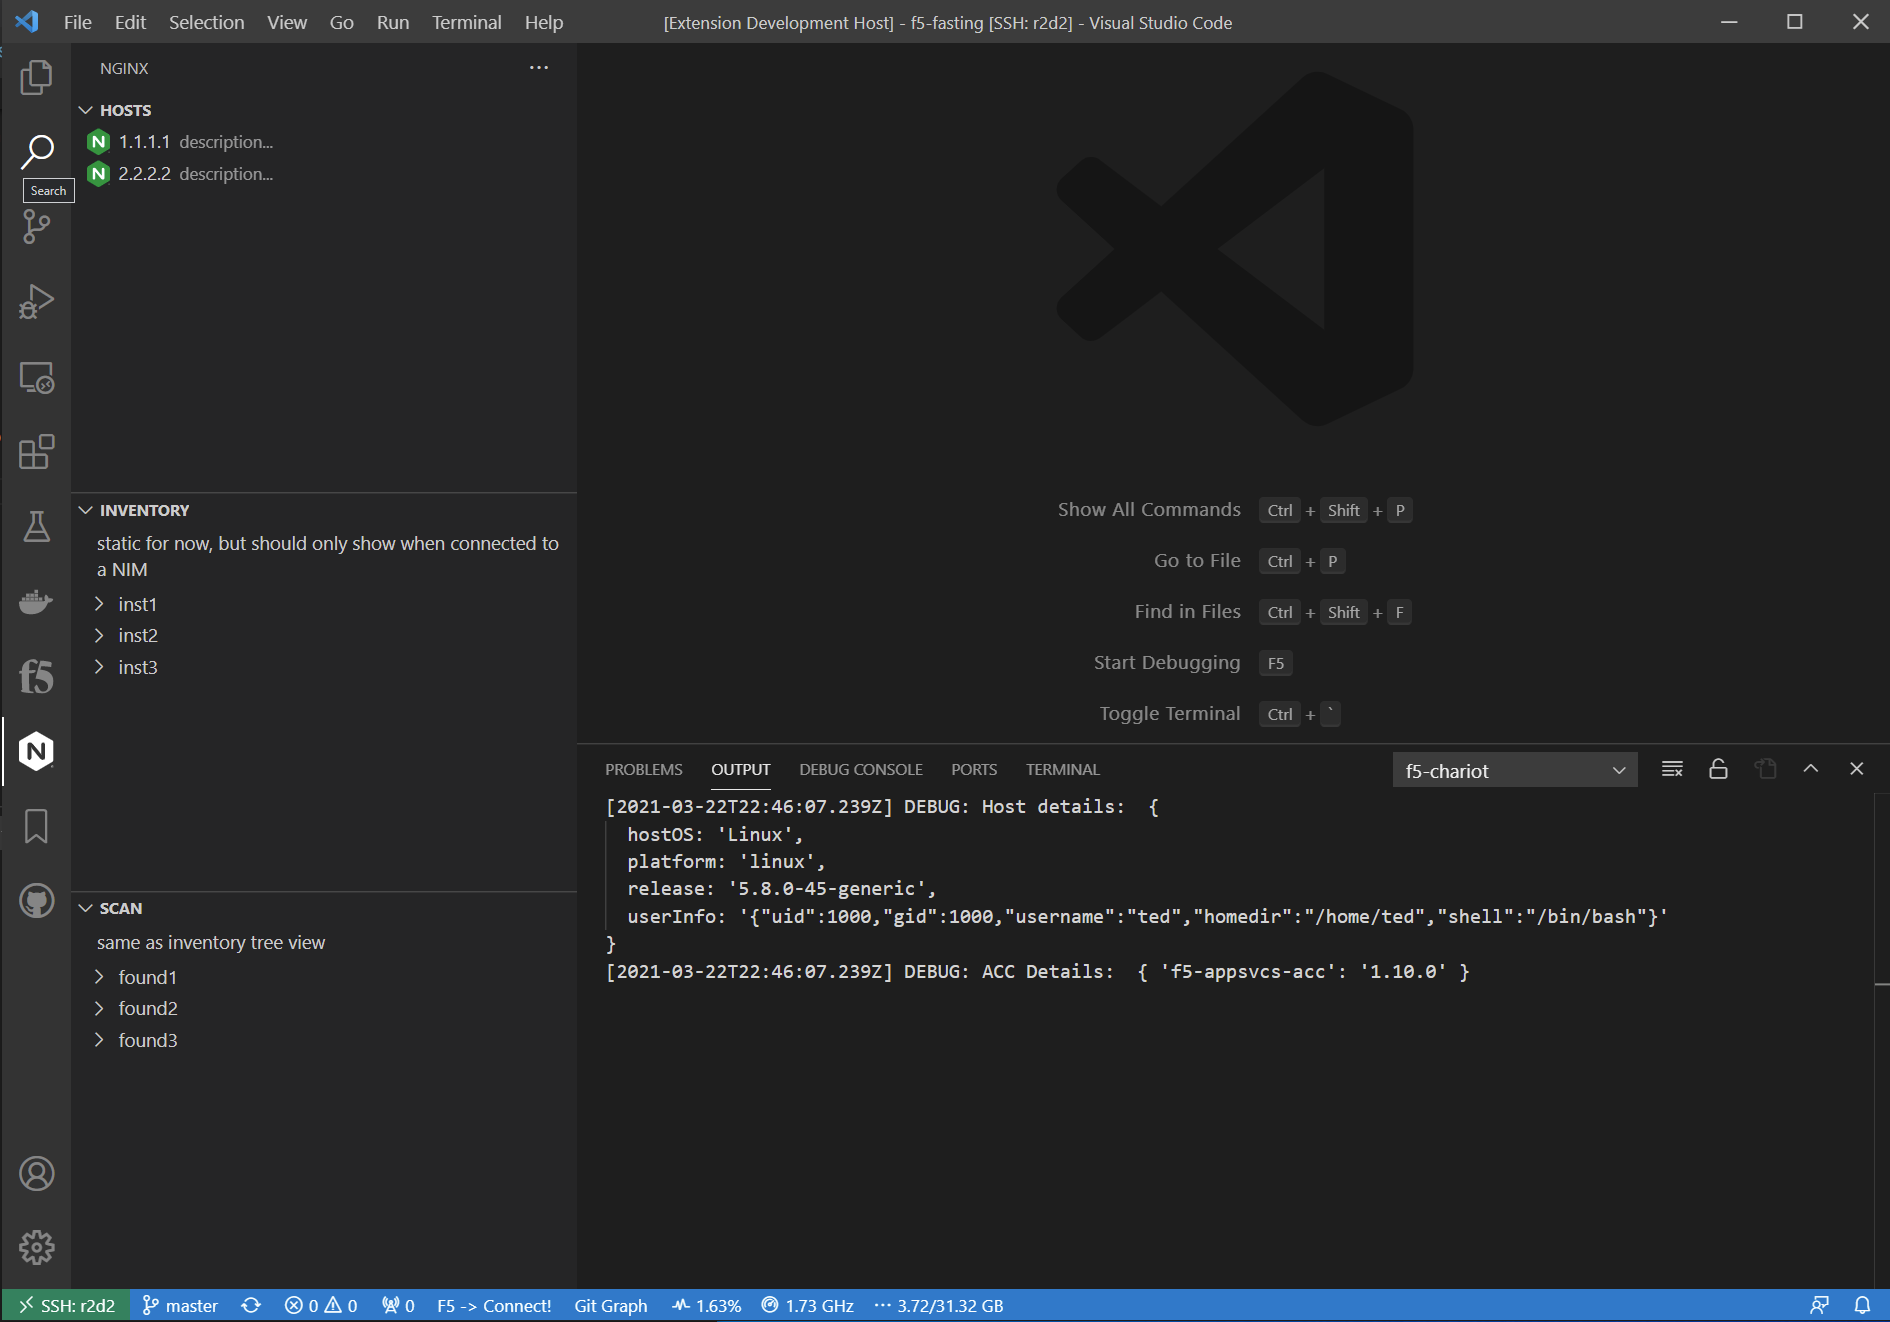 File Edit Selection View Go Run Terminal Help [Extension Development Host] - f5-fasting [SSH: r2d2] - Visual Studio Code
NGINX
HOSTS
N 1.1.1.1 description...
N 2.2.2.2 description...
Search
INVENTORY
static for now, but should only show when connected to
a NIM
inst1
inst2
inst3
f5
N
SCAN
same as inventory tree view
found1
found2
found3
Show All Commands Ctrl + Shift + P
Go to File Ctrl + P
Find in Files Ctrl + Shift + F
Start Debugging F5
Toggle Terminal Ctrl + `
PROBLEMS OUTPUT DEBUG CONSOLE PORTS TERMINAL f5-chariot
[2021-03-22T22:46:07.239Z] DEBUG: Host details:  {
hostOS: 'Linux',
platform: 'linux',
release: '5.8.0-45-generic',
userInfo: '{"uid":1000,"gid":1000,"username":"ted","homedir":"/home/ted","shell":"/bin/bash"}'
}
[2021-03-22T22:46:07.239Z] DEBUG: ACC Details:  { 'f5-appsvcs-acc': '1.10.0' }
SSH: r2d2 master 0 0 0 F5 -> Connect! Git Graph 1.63% 1.73 GHz 3.72/31.32 GB